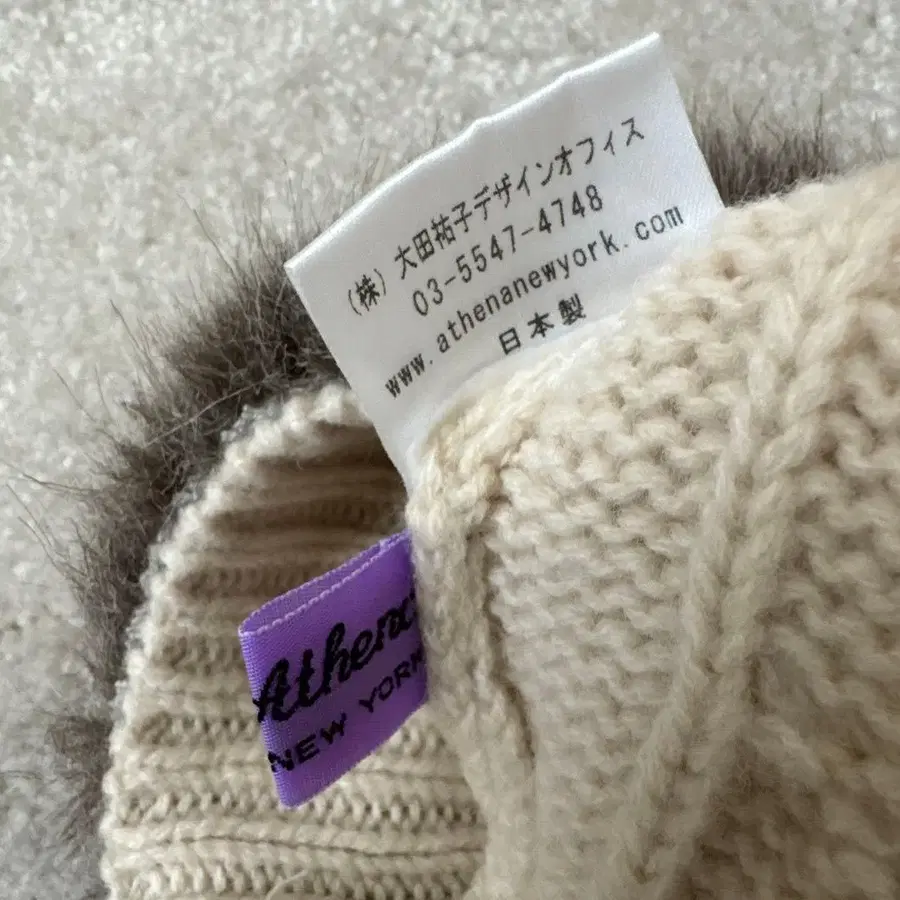 (株) 大田祐子デザインオフィス
03-5547-4748
www.athenanewyork.com
日本製
Athena
NEW YORK